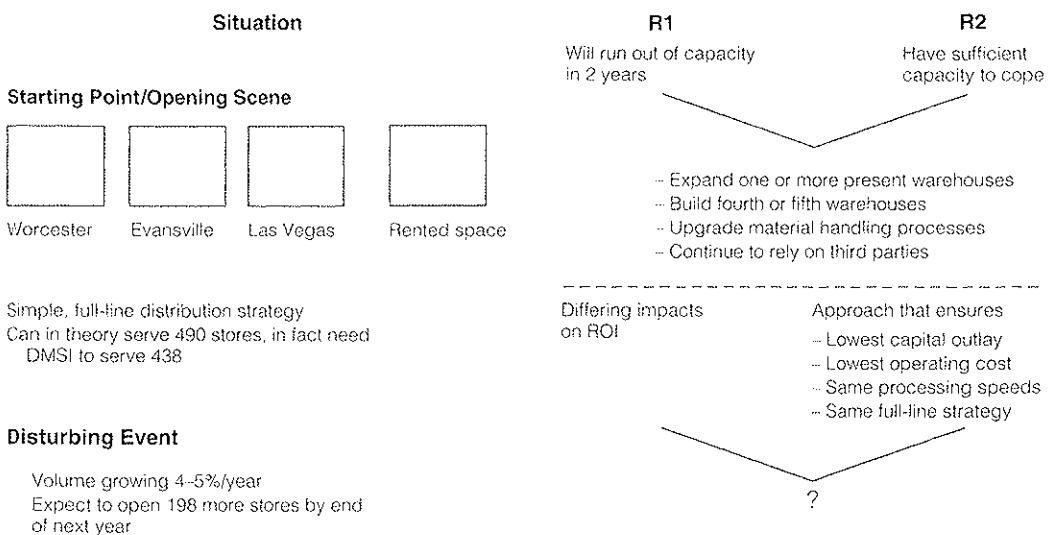 Situation
Starting Point/Opening Scene
Worcester Evansville Las Vegas Rented space
Simple, full-line distribution strategy
Can in theory serve 490 stores, in fact need
DMSI to serve 438
Disturbing Event
Volume growing 4–5%/year
Expect to open 198 more stores by end
of next year
R1
Will run out of capacity
in 2 years
R2
Have sufficient
capacity to cope
– Expand one or more present warehouses
– Build fourth or fifth warehouses
– Upgrade material handling processes
– Continue to rely on third parties
Differing impacts
on ROI
Approach that ensures
– Lowest capital outlay
– Lowest operating cost
– Same processing speeds
– Same full-line strategy
?